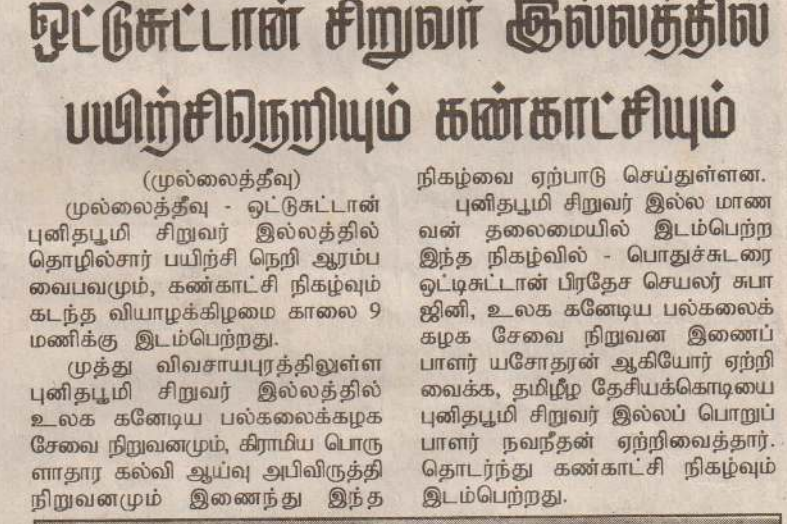 ஒட்டுசுட்டான் சிறுவர் இல்லத்தில்
பயிற்சிநெறியும் கண்காட்சியும்
(முல்லைத்தீவு)
முல்லைத்தீவு - ஒட்டுசுட்டான்
புனிதபூமி சிறுவர் இல்லத்தில்
தொழில்சார் பயிற்சி நெறி ஆரம்ப
வைபவமும், கண்காட்சி நிகழ்வும்
கடந்த வியாழக்கிழமை காலை 9
மணிக்கு இடம்பெற்றது.
முத்து விவசாயபுரத்திலுள்ள
புனிதபூமி சிறுவர் இல்லத்தில்
உலக கனேடிய பல்கலைக்கழக
சேவை நிறுவனமும், கிராமிய பொரு
ளாதார கல்வி ஆய்வு அபிவிருத்தி
நிறுவனமும் இணைந்து இந்த
நிகழ்வை ஏற்பாடு செய்துள்ளன.
புனிதபூமி சிறுவர் இல்ல மாண
வன் தலைமையில் இடம்பெற்ற
இந்த நிகழ்வில் - பொதுச்சுடரை
ஒட்டிசுட்டான் பிரதேச செயலர் சுபா
ஜினி, உலக கனேடிய பல்கலைக்
கழக சேவை நிறுவன இணைப்
பாளர் யசோதரன் ஆகியோர் ஏற்றி
வைக்க, தமிழீழ தேசியக்கொடியை
புனிதபூமி சிறுவர் இல்லப் பொறுப்
பாளர் நவநீதன் ஏற்றிவைத்தார்.
தொடர்ந்து கண்காட்சி நிகழ்வும்
இடம்பெற்றது.